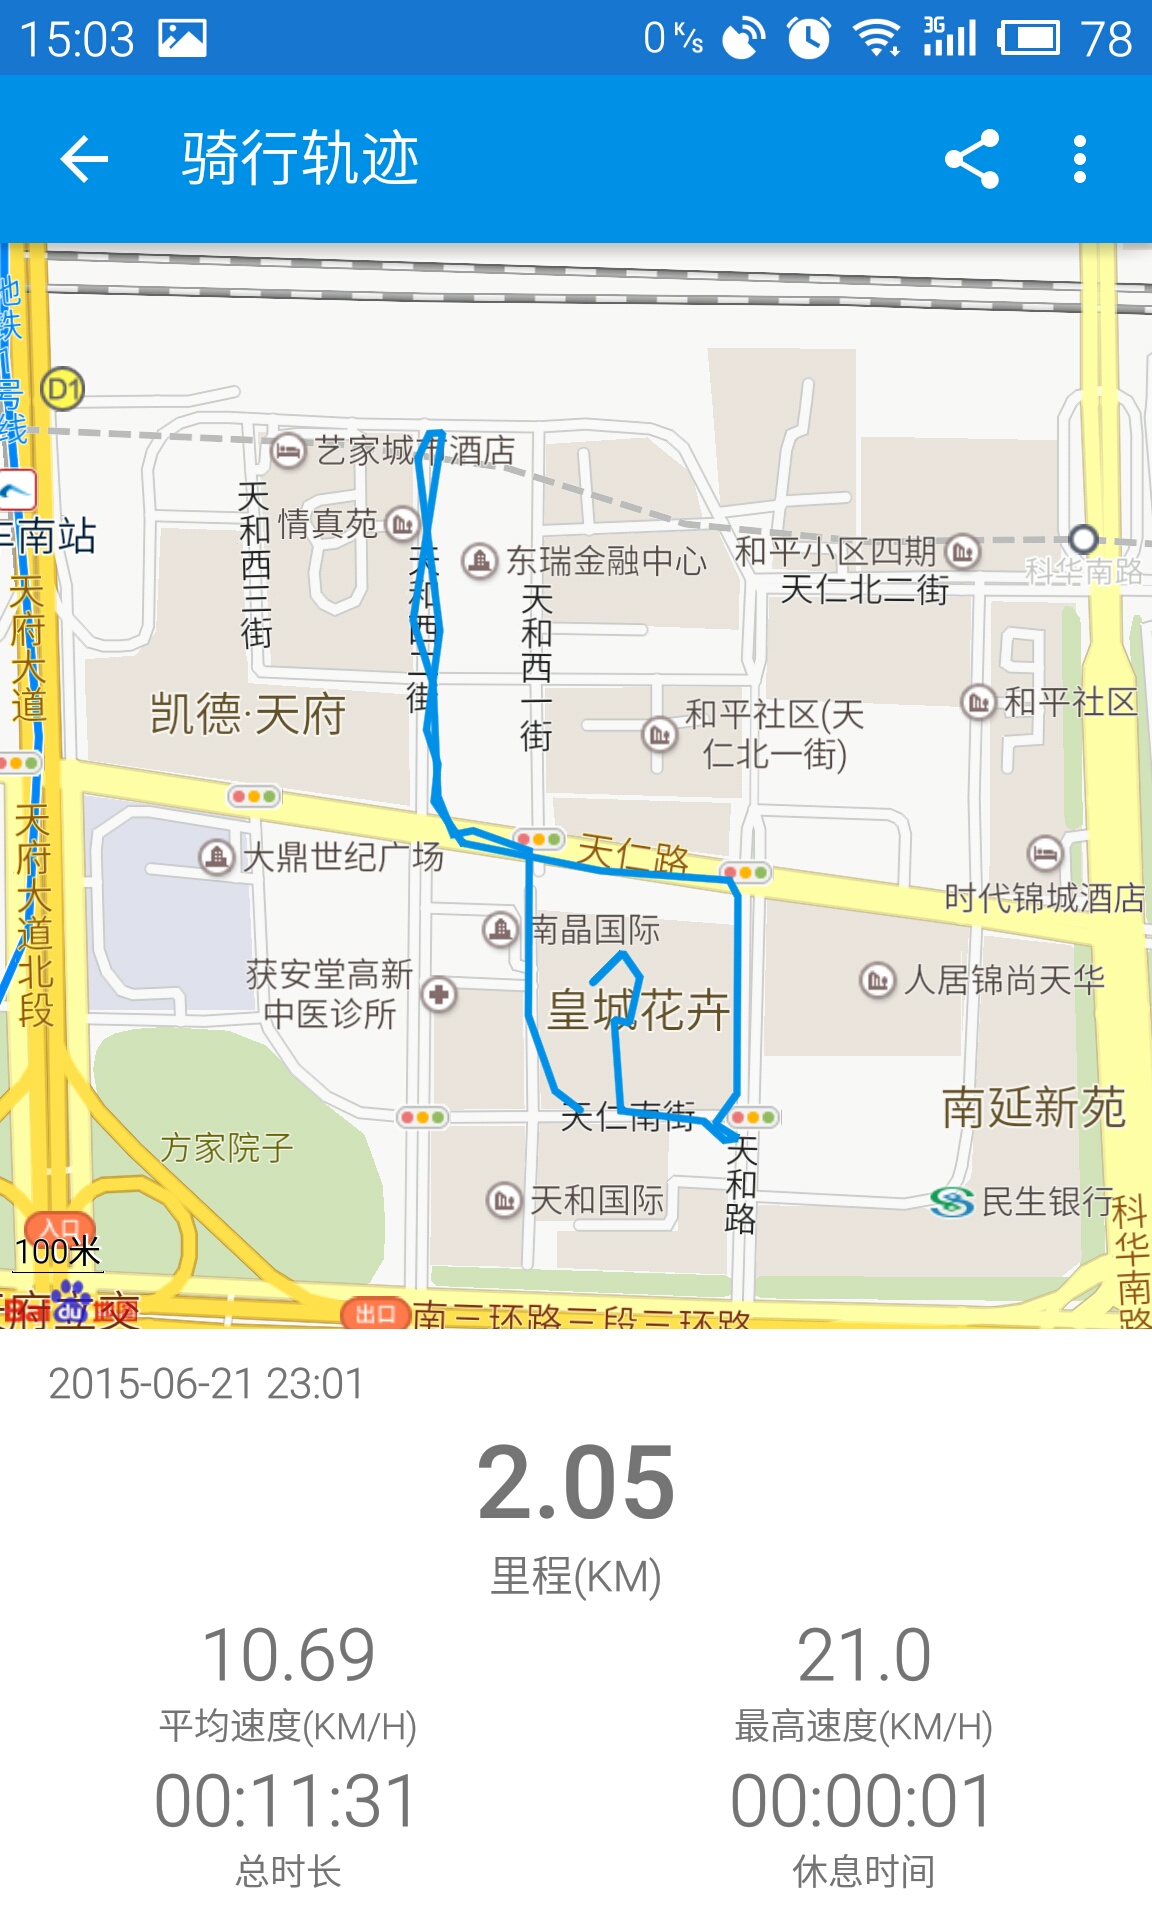 15:03
0 K/s
3G
78
骑行轨迹
地铁1号线
D1
艺家城市酒店
天和西三街
情真苑
南站
天和西二街
东瑞金融中心
天和西一街
和平小区四期
天仁北二街
科华南路
天府大道
凯德·天府
和平社区(天
仁北一街)
和平社区
天仁路
大鼎世纪广场
时代锦城酒店
天府大道北段
南晶国际
获安堂高新
中医诊所
皇城花卉
人居锦尚天华
天仁南街
南延新苑
方家院子
天和路
天和国际
民生银行
科华南路
入口
100米
Bai du 地图
府立交
出口
南三环路三段三环路
2015-06-21 23:01
2.05
里程(KM)
10.69
21.0
平均速度(KM/H)
最高速度(KM/H)
00:11:31
00:00:01
总时长
休息时间